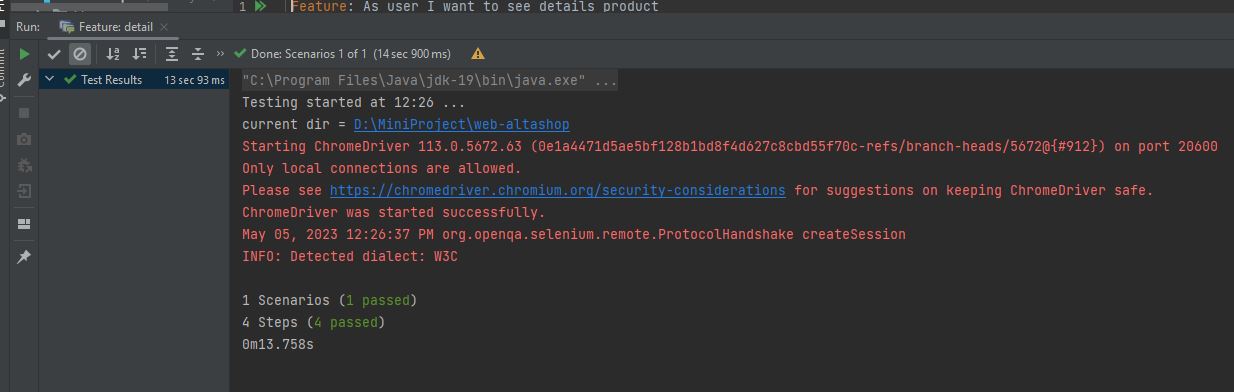 1 Feature: As user I want to see details product
Run: Feature: detail
Done: Scenarios 1 of 1 (14 sec 900 ms)
Test Results 13 sec 93 ms
"C:\Program Files\Java\jdk-19\bin\java.exe" ...
Testing started at 12:26 ...
current dir = D:\MiniProject\web-altashop
Starting ChromeDriver 113.0.5672.63 (0e1a4471d5ae5bf128b1bd8f4d627c8cbd55f70c-refs/branch-heads/5672@{#912}) on port 20600
Only local connections are allowed.
Please see https://chromedriver.chromium.org/security-considerations for suggestions on keeping ChromeDriver safe.
ChromeDriver was started successfully.
May 05, 2023 12:26:37 PM org.openqa.selenium.remote.ProtocolHandshake createSession
INFO: Detected dialect: W3C
1 Scenarios (1 passed)
4 Steps (4 passed)
0m13.758s